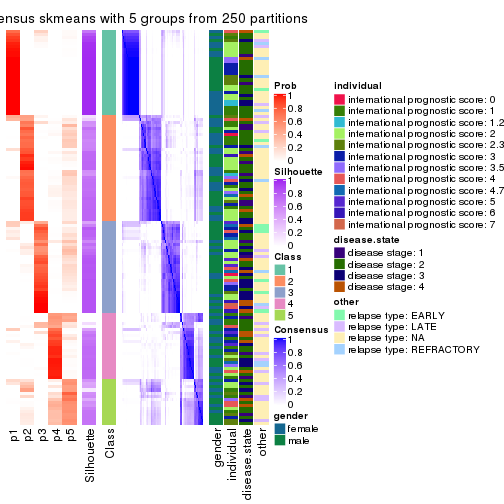 ensus skmeans with 5 groups from 250 partitions
Prob
1
0.8
0.6
0.4
0.2
0
Silhouette
1
0.8
0.6
0.4
0.2
0
Class
1
2
3
4
5
Consensus
1
0.8
0.6
0.4
0.2
0
gender
female
male
individual
international prognostic score: 0
international prognostic score: 1
international prognostic score: 1.2
international prognostic score: 2
international prognostic score: 2.3
international prognostic score: 3
international prognostic score: 3.5
international prognostic score: 4
international prognostic score: 4.7
international prognostic score: 5
international prognostic score: 6
international prognostic score: 7
disease.state
disease stage: 1
disease stage: 2
disease stage: 3
disease stage: 4
other
relapse type: EARLY
relapse type: LATE
relapse type: NA
relapse type: REFRACTORY
p1
p2
p3
p4
p5
Silhouette
Class
gender
individual
disease.state
other